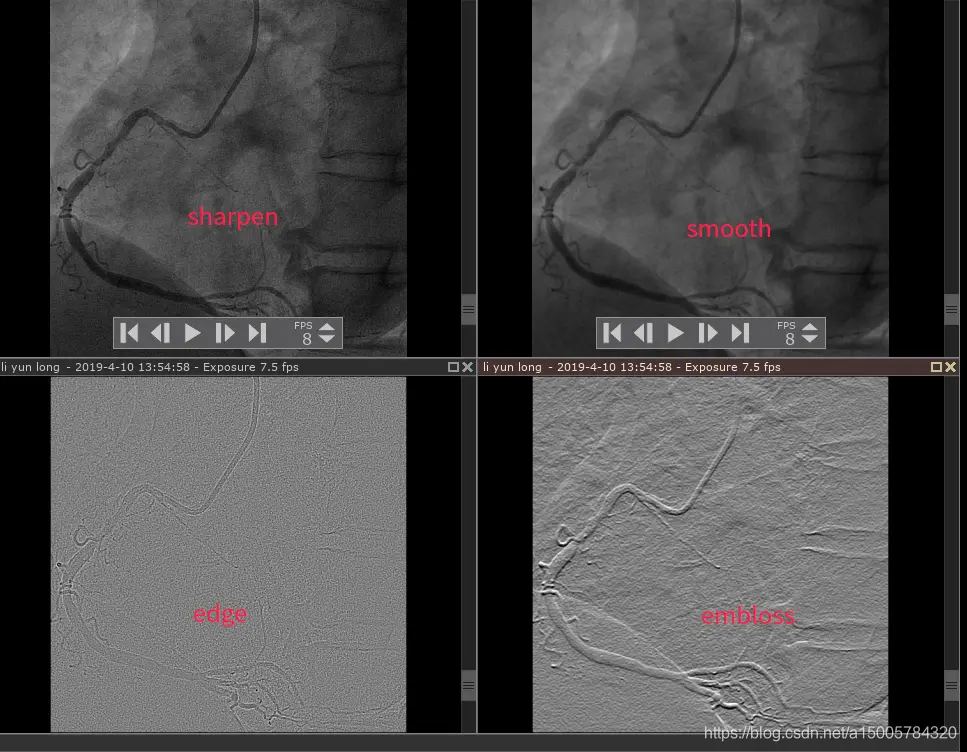 sharpen
smooth
FPS
8
FPS
8
li yun long - 2019-4-10 13:54:58 - Exposure 7.5 fps
li yun long - 2019-4-10 13:54:58 - Exposure 7.5 fps
edge
embloss
https://blog.csdn.net/a15005784320